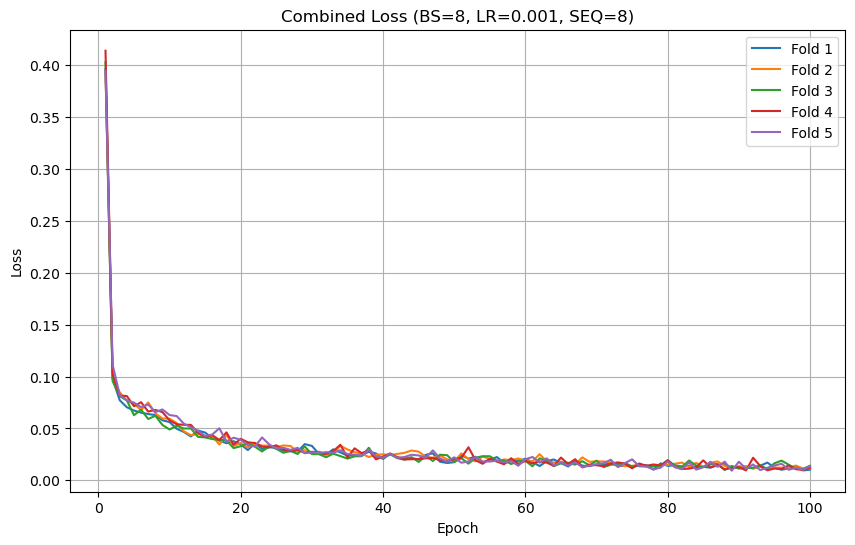 Combined Loss (BS=8, LR=0.001, SEQ=8)
Fold 1
Fold 2
Fold 3
Fold 4
Fold 5
Loss
0.40
0.35
0.30
0.25
0.20
0.15
0.10
0.05
0.00
0 20 40 60 80 100
Epoch